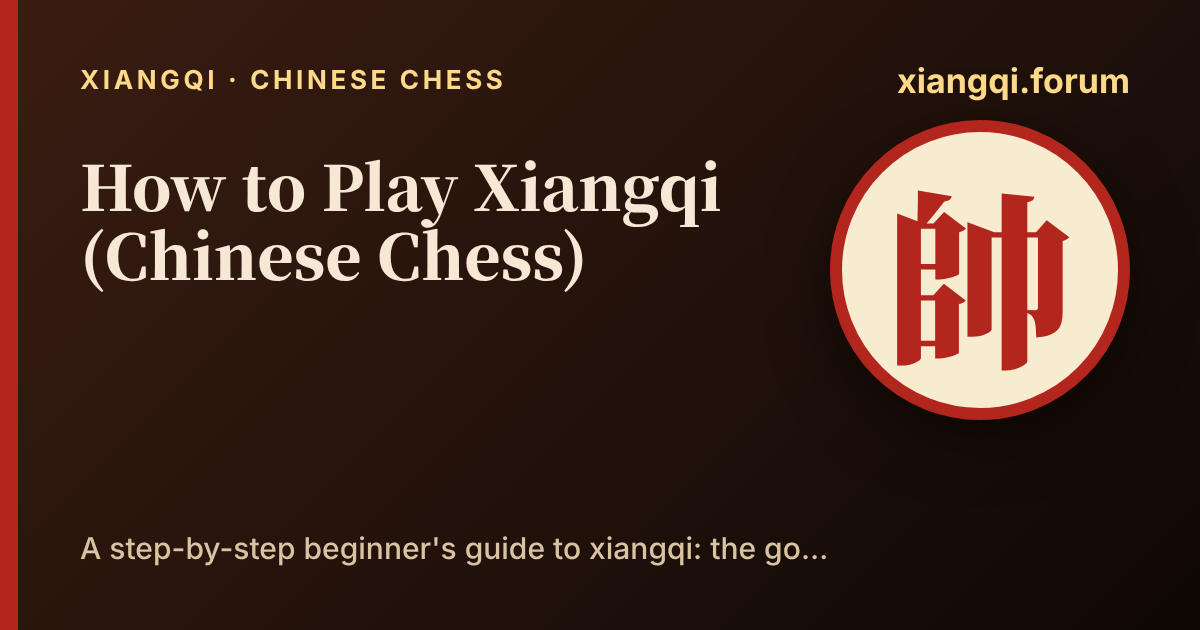 XIANGQI · CHINESE CHESS
xiangqi.forum
How to Play Xiangqi
(Chinese Chess)
帥
A step-by-step beginner's guide to xiangqi: the go...